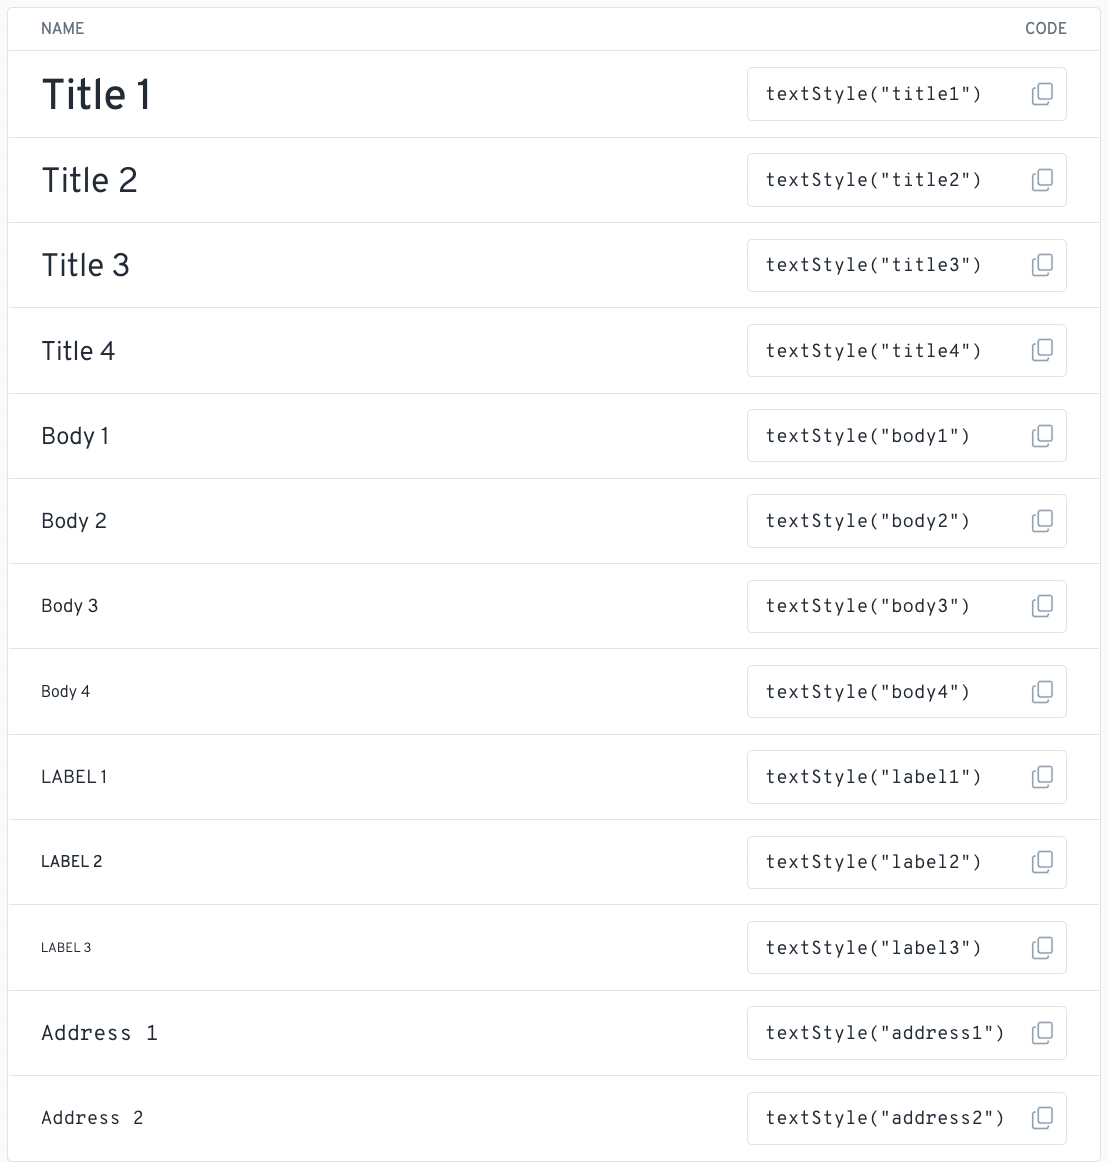 NAME CODE
Title 1 textStyle("title1")
Title 2 textStyle("title2")
Title 3 textStyle("title3")
Title 4 textStyle("title4")
Body 1 textStyle("body1")
Body 2 textStyle("body2")
Body 3 textStyle("body3")
Body 4 textStyle("body4")
LABEL 1 textStyle("label1")
LABEL 2 textStyle("label2")
LABEL 3 textStyle("label3")
Address 1 textStyle("address1")
Address 2 textStyle("address2")